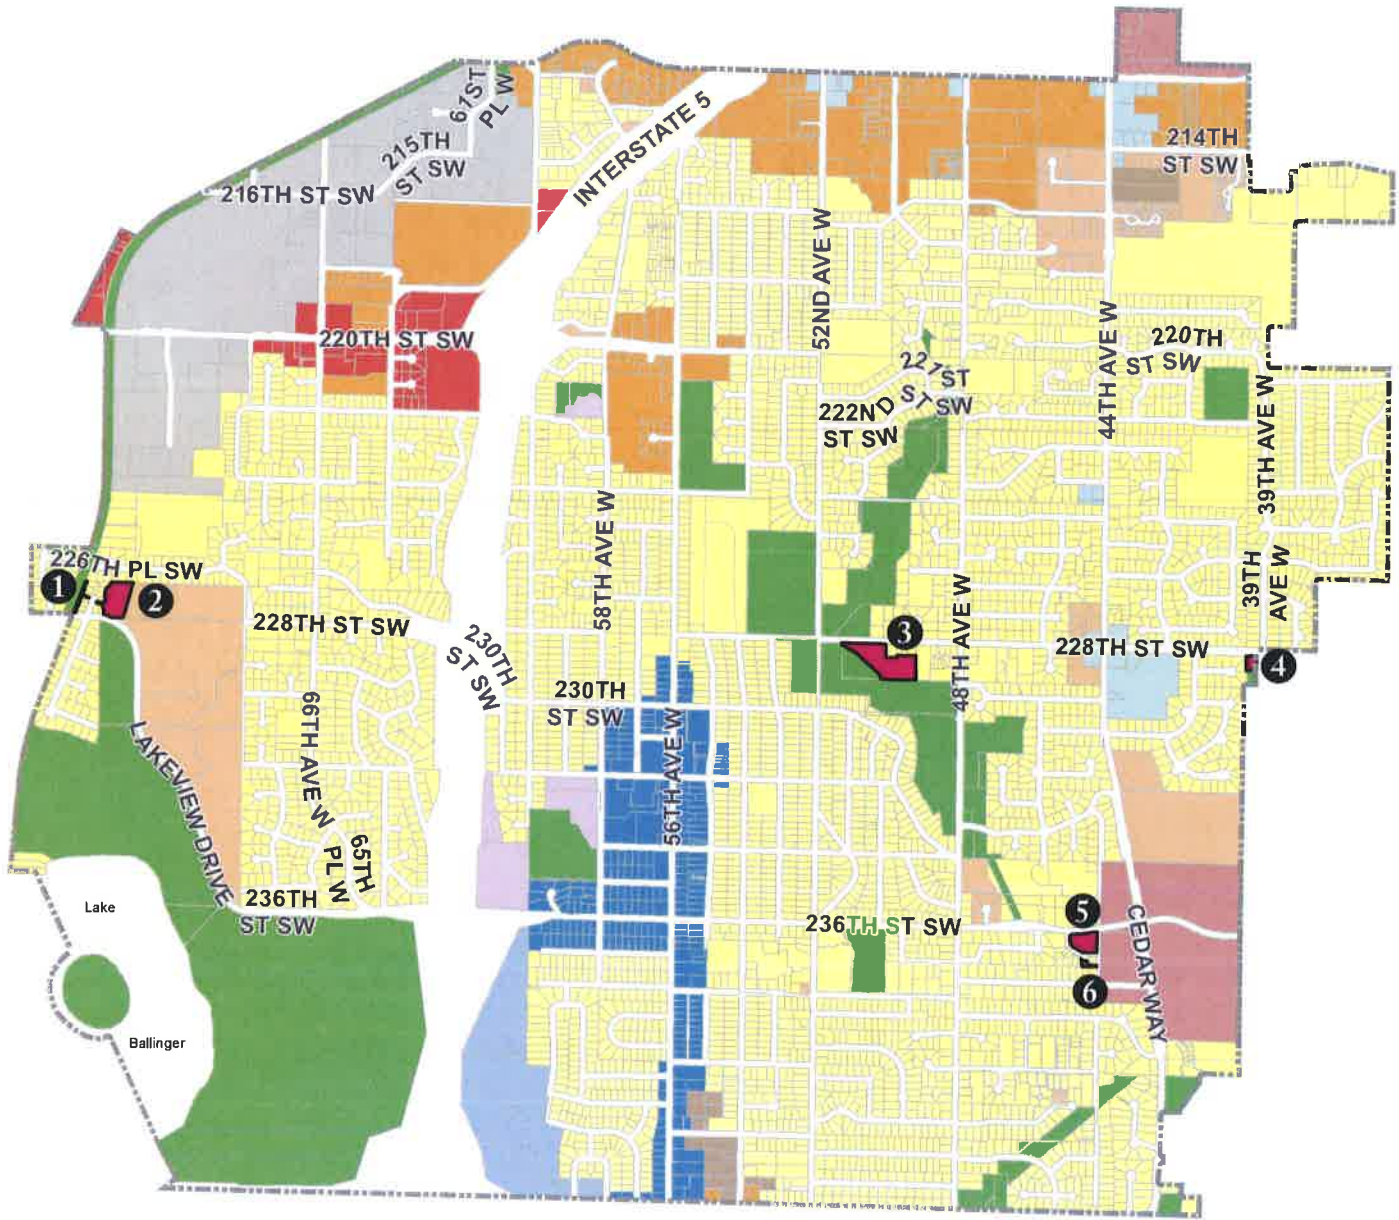 61ST
PL W
INTERSTATE 5
215TH
ST SW
216TH ST SW
214TH
ST SW
52ND AVE W
44TH AVE W
220TH ST SW
220TH
ST SW
221ST
ST SW
222ND
ST SW
39TH AVE W
58TH AVE W
226TH PL SW
1
2
228TH ST SW
230TH
ST SW
48TH AVE W
3
39TH
AVE W
228TH ST SW
4
230TH
ST SW
66TH AVE W
56TH AVE W
LAKEVIEW DRIVE
65TH
PL W
236TH
ST SW
Lake
Ballinger
236TH ST SW
5
6
CEDAR WAY